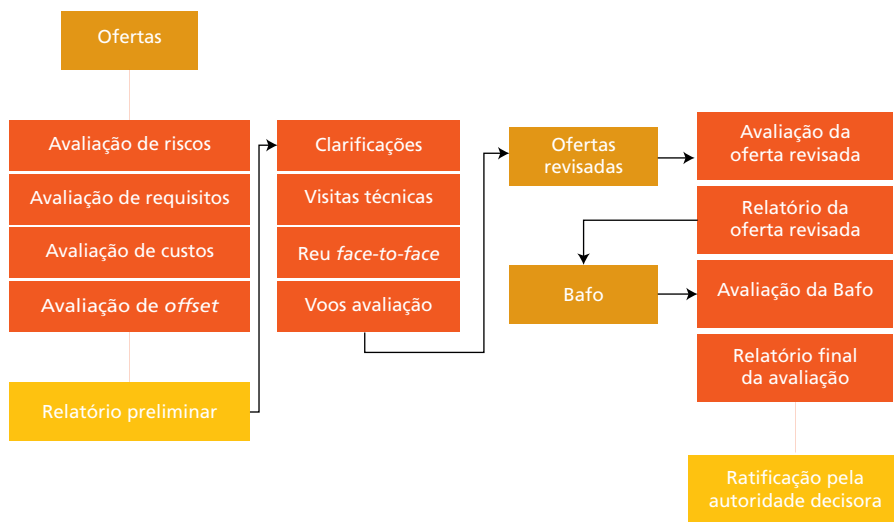 Ofertas
Avaliação de riscos
Avaliação de requisitos
Avaliação de custos
Avaliação de offset
Relatório preliminar
Clarificações
Visitas técnicas
Reu face-to-face
Voos avaliação
Ofertas
revisadas
Avaliação da
oferta revisada
Relatório da
oferta revisada
Bafo
Avaliação da Bafo
Relatório final
da avaliação
Ratificação pela
autoridade decisora